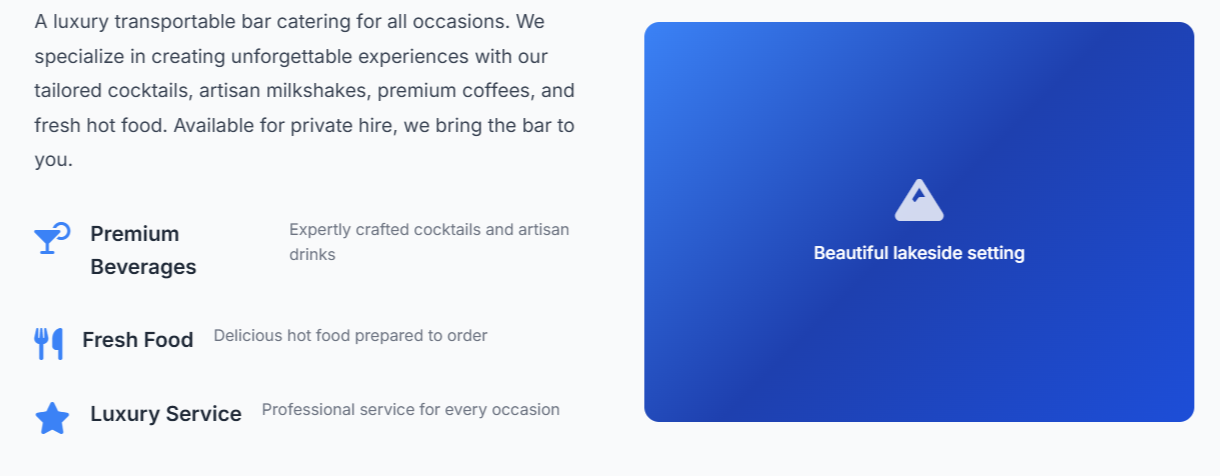 A luxury transportable bar catering for all occasions. We
specialize in creating unforgettable experiences with our
tailored cocktails, artisan milkshakes, premium coffees, and
fresh hot food. Available for private hire, we bring the bar to
you.
Premium
Beverages
Expertly crafted cocktails and artisan
drinks
Fresh Food
Delicious hot food prepared to order
Luxury Service
Professional service for every occasion
Beautiful lakeside setting